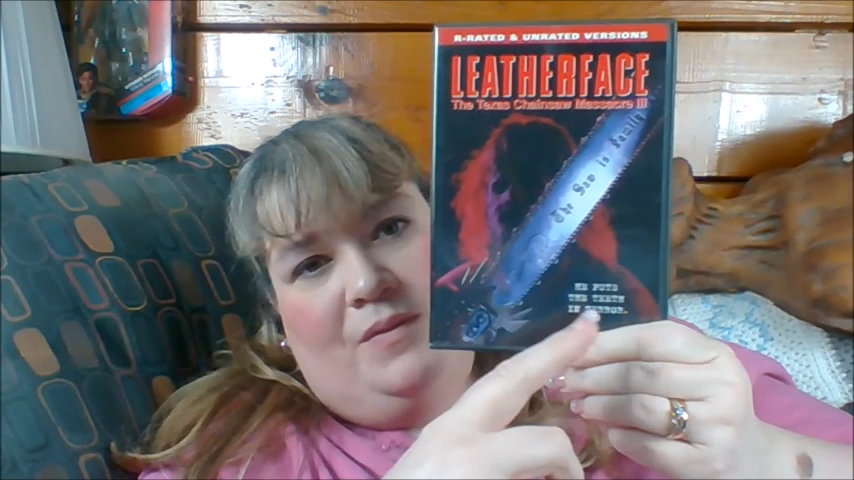 R-RATED & UNRATED VERSIONS
LEATHERFACE
The Texas Chainsaw Massacre III
The Saw is Family
HE PUTS
THE TEETH
IN TERROR.